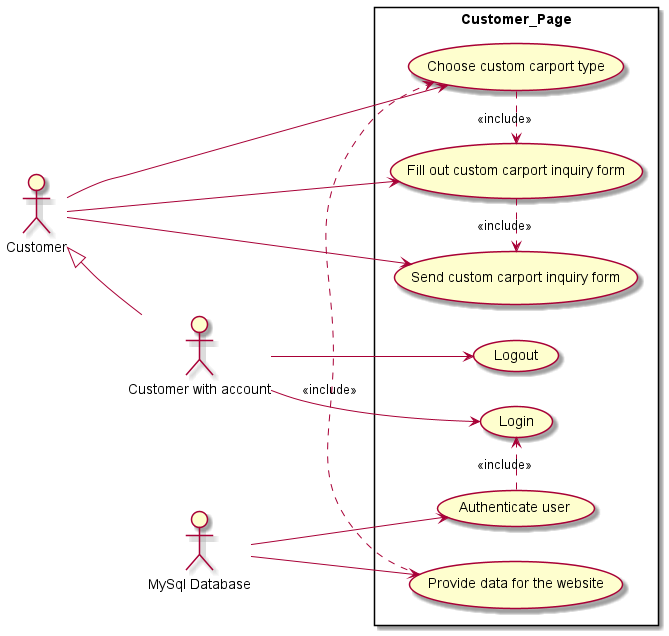 Customer_Page
Choose custom carport type
«include»
Fill out custom carport inquiry form
«include»
Customer
Send custom carport inquiry form
Logout
Customer with account
«include»
Login
«include»
Authenticate user
MySql Database
Provide data for the website